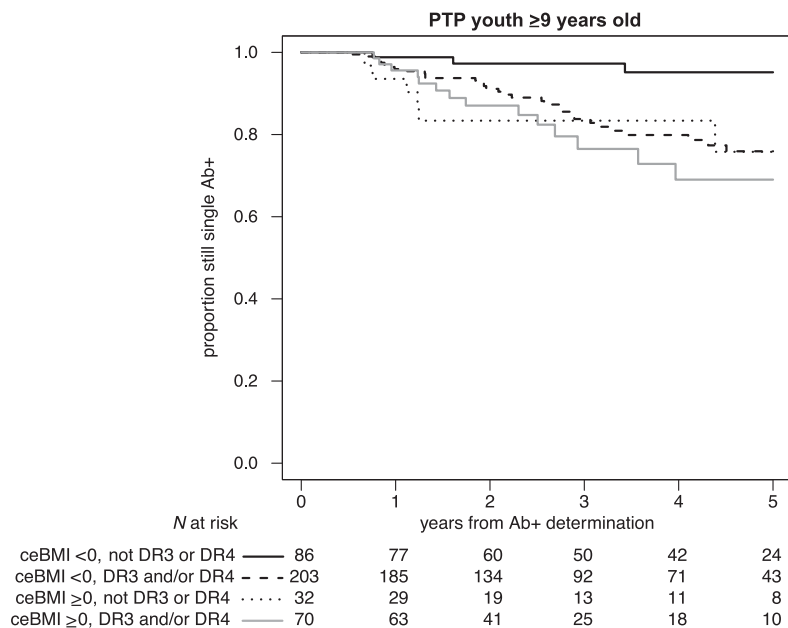 PTP youth ≥9 years old
proportion still single Ab+
1.0
0.8
0.6
0.4
0.2
0.0
0 1 2 3 4 5
N at risk years from Ab+ determination
ceBMI <0, not DR3 or DR4 86 77 60 50 42 24
ceBMI <0, DR3 and/or DR4 203 185 134 92 71 43
ceBMI ≥0, not DR3 or DR4 32 29 19 13 11 8
ceBMI ≥0, DR3 and/or DR4 70 63 41 25 18 10